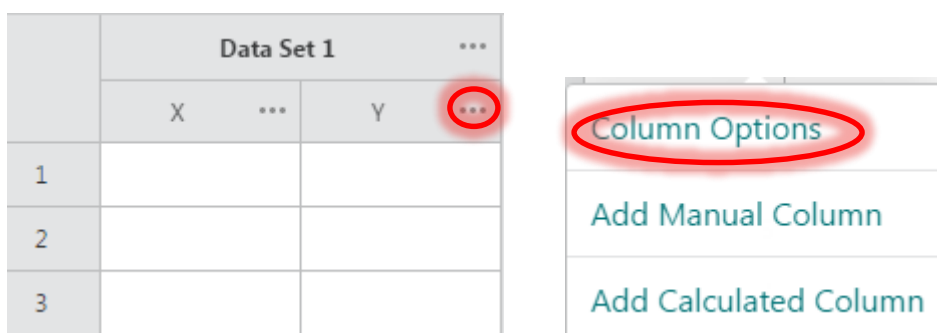 Data Set 1 •••
X ••• Y •••
1
2
3
Column Options
Add Manual Column
Add Calculated Column